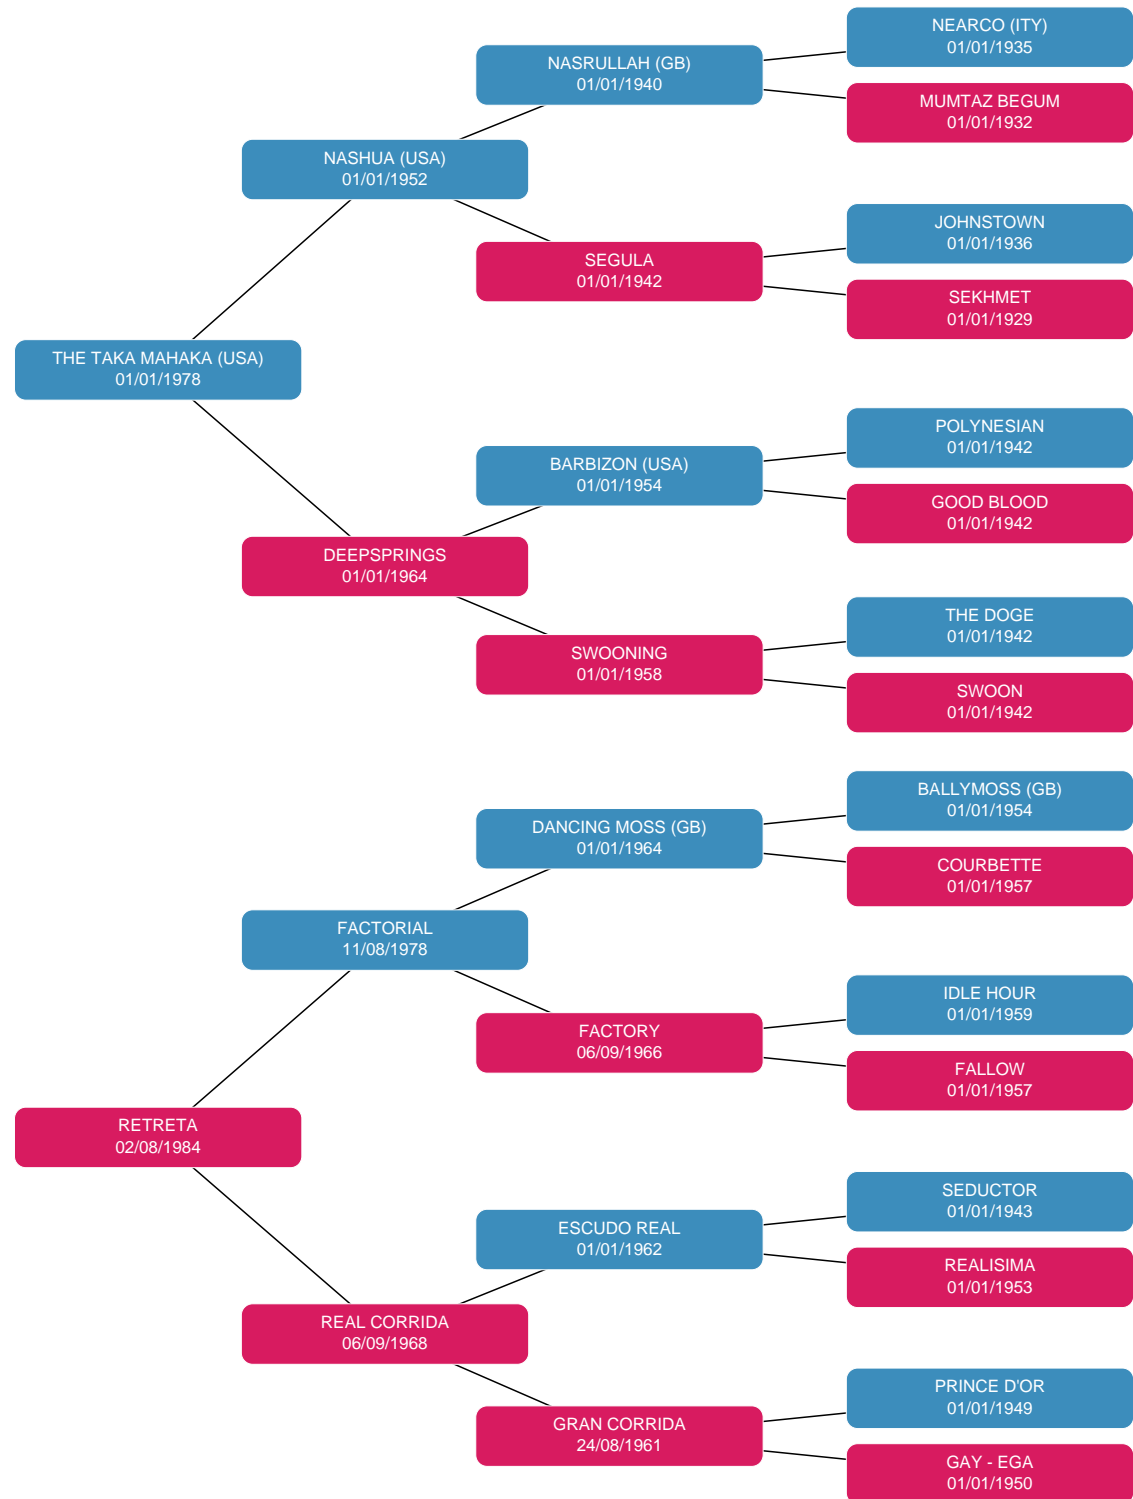 NEARCO (ITY)
01/01/1935
NASRULLAH (GB)
01/01/1940
MUMTAZ BEGUM
01/01/1932
NASHUA (USA)
01/01/1952
JOHNSTOWN
01/01/1936
SEGULA
01/01/1942
SEKHMET
01/01/1929
THE TAKA MAHAKA (USA)
01/01/1978
POLYNESIAN
01/01/1942
BARBIZON (USA)
01/01/1954
GOOD BLOOD
01/01/1942
DEEPSPRINGS
01/01/1964
THE DOGE
01/01/1942
SWOONING
01/01/1958
SWOON
01/01/1942
BALLYMOSS (GB)
01/01/1954
DANCING MOSS (GB)
01/01/1964
COURBETTE
01/01/1957
FACTORIAL
11/08/1978
IDLE HOUR
01/01/1959
FACTORY
06/09/1966
FALLOW
01/01/1957
RETRETA
02/08/1984
SEDUCTOR
01/01/1943
ESCUDO REAL
01/01/1962
REALISIMA
01/01/1953
REAL CORRIDA
06/09/1968
PRINCE D'OR
01/01/1949
GRAN CORRIDA
24/08/1961
GAY - EGA
01/01/1950